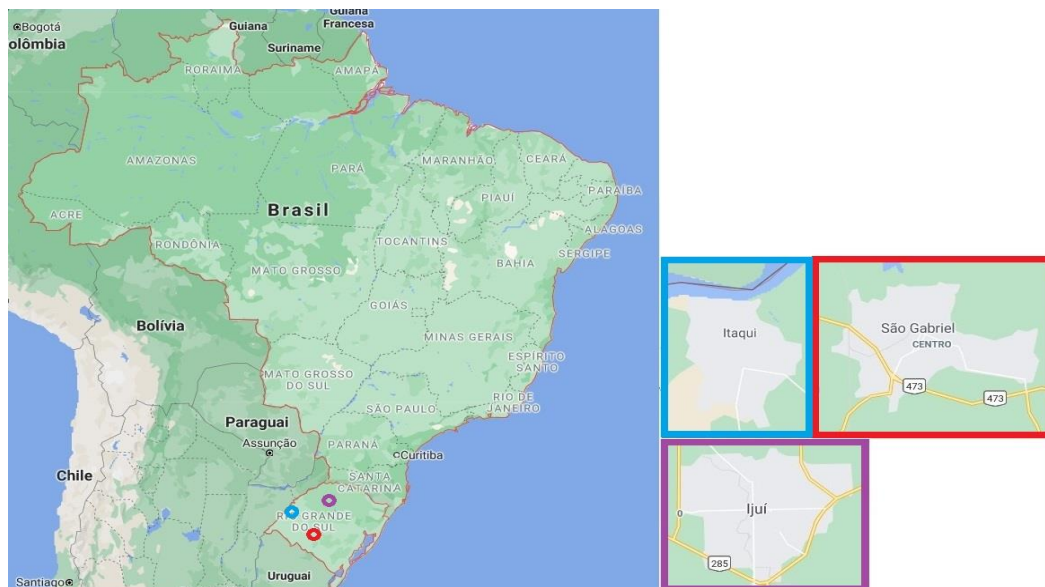 Bogotá
olômbia
Guiana
Suriname
Guiana
Francesa
RORAIMA
AMAPÁ
AMAZONAS
PARÁ
MARANHÃO
CEARÁ
PIAUÍ
PARAÍBA
ACRE
Brasil
ALAGOAS
RONDÔNIA
TOCANTINS
SERGIPE
MATO GROSSO
BAHIA
GOIÁS
Bolívia
MINAS GERAIS
ESPÍRITO
SANTO
MATO GROSSO
DO SUL
RIO DE
JANEIRO
SÃO PAULO
Paraguai
Assunção
PARANÁ
Curitiba
Chile
SANTA
CATARINA
RIO GRANDE
DO SUL
Uruguai
Santiago
Itaqui
São Gabriel
CENTRO
473
473
Ijuí
0
285